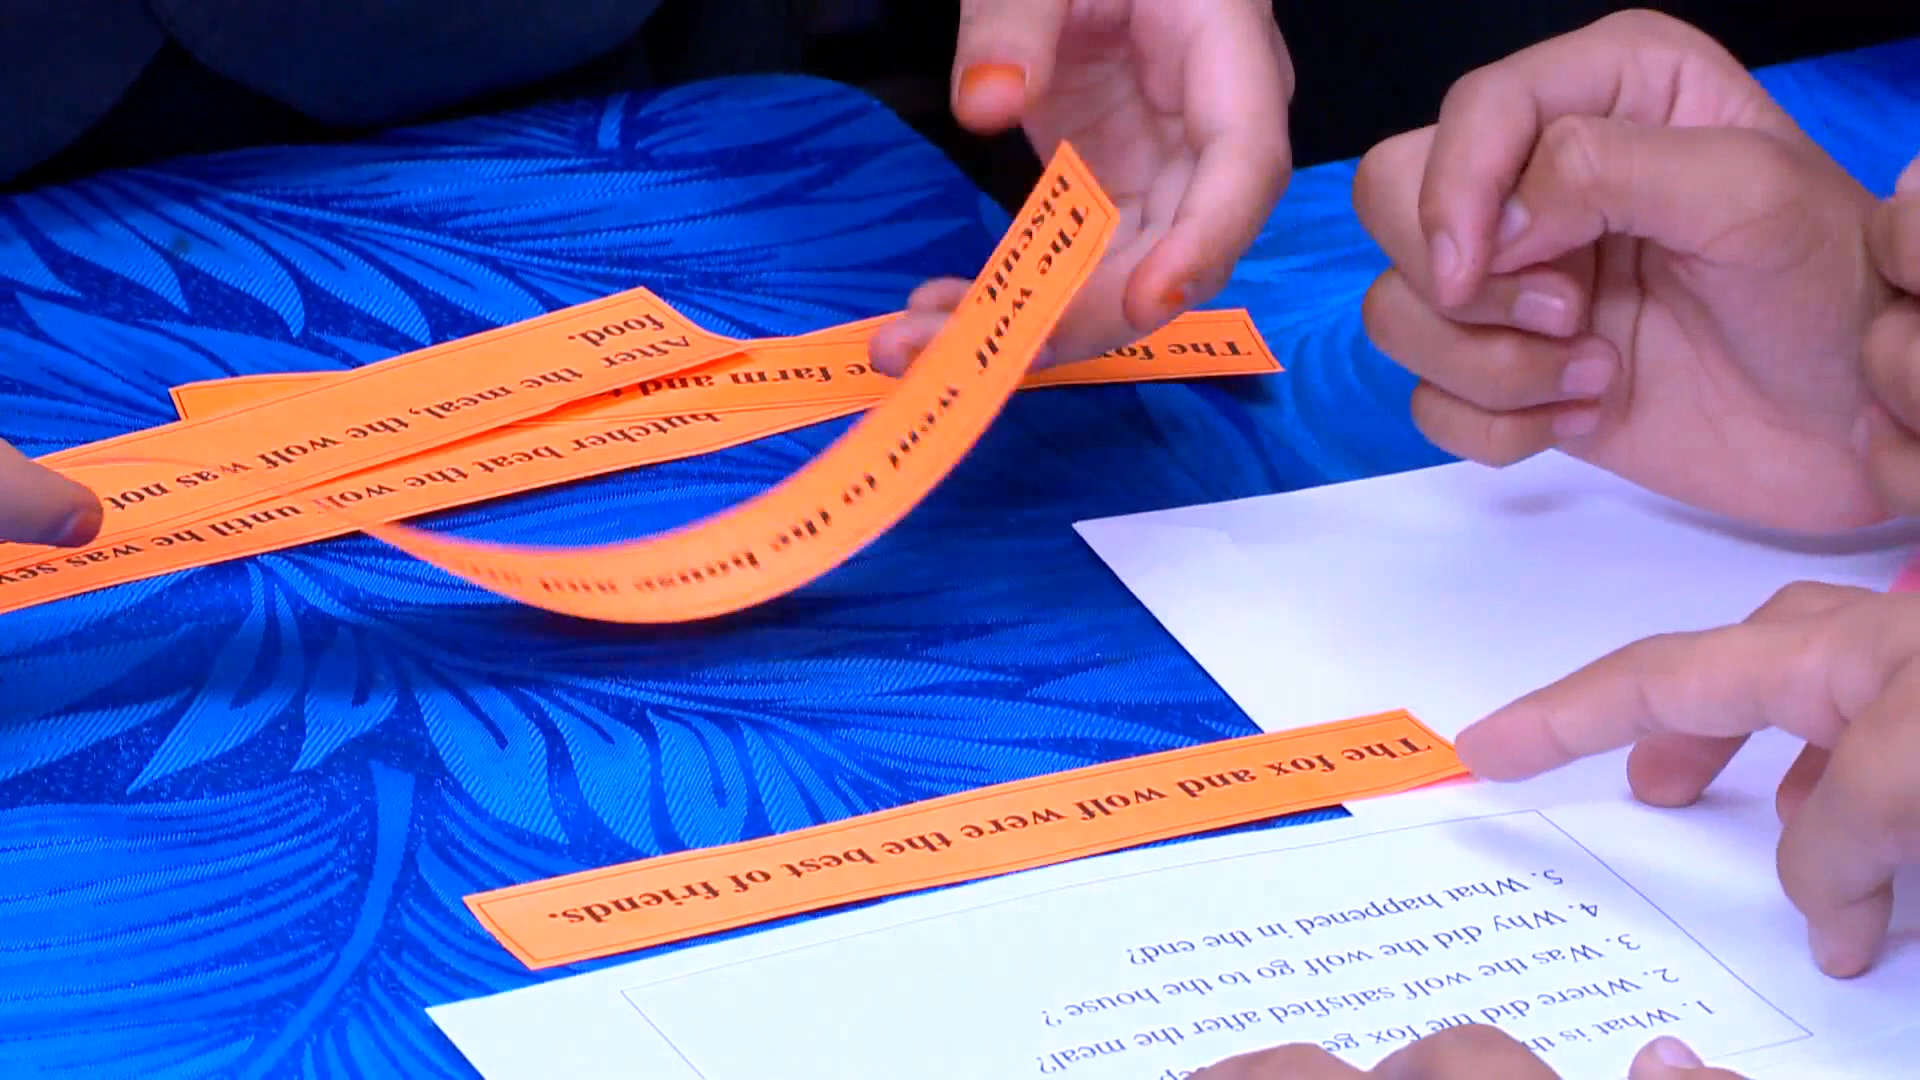 The wolf went to the house and
biscuit.
The fox
the farm and
After the meal, the wolf was not
food.
butcher beat the wolf until he was
The fox and wolf were the best of friends.
1. What is
2. Where did the fox
3. Was the wolf satisfied after the meal?
4. Why did the wolf go to the house?
5. What happened in the end?